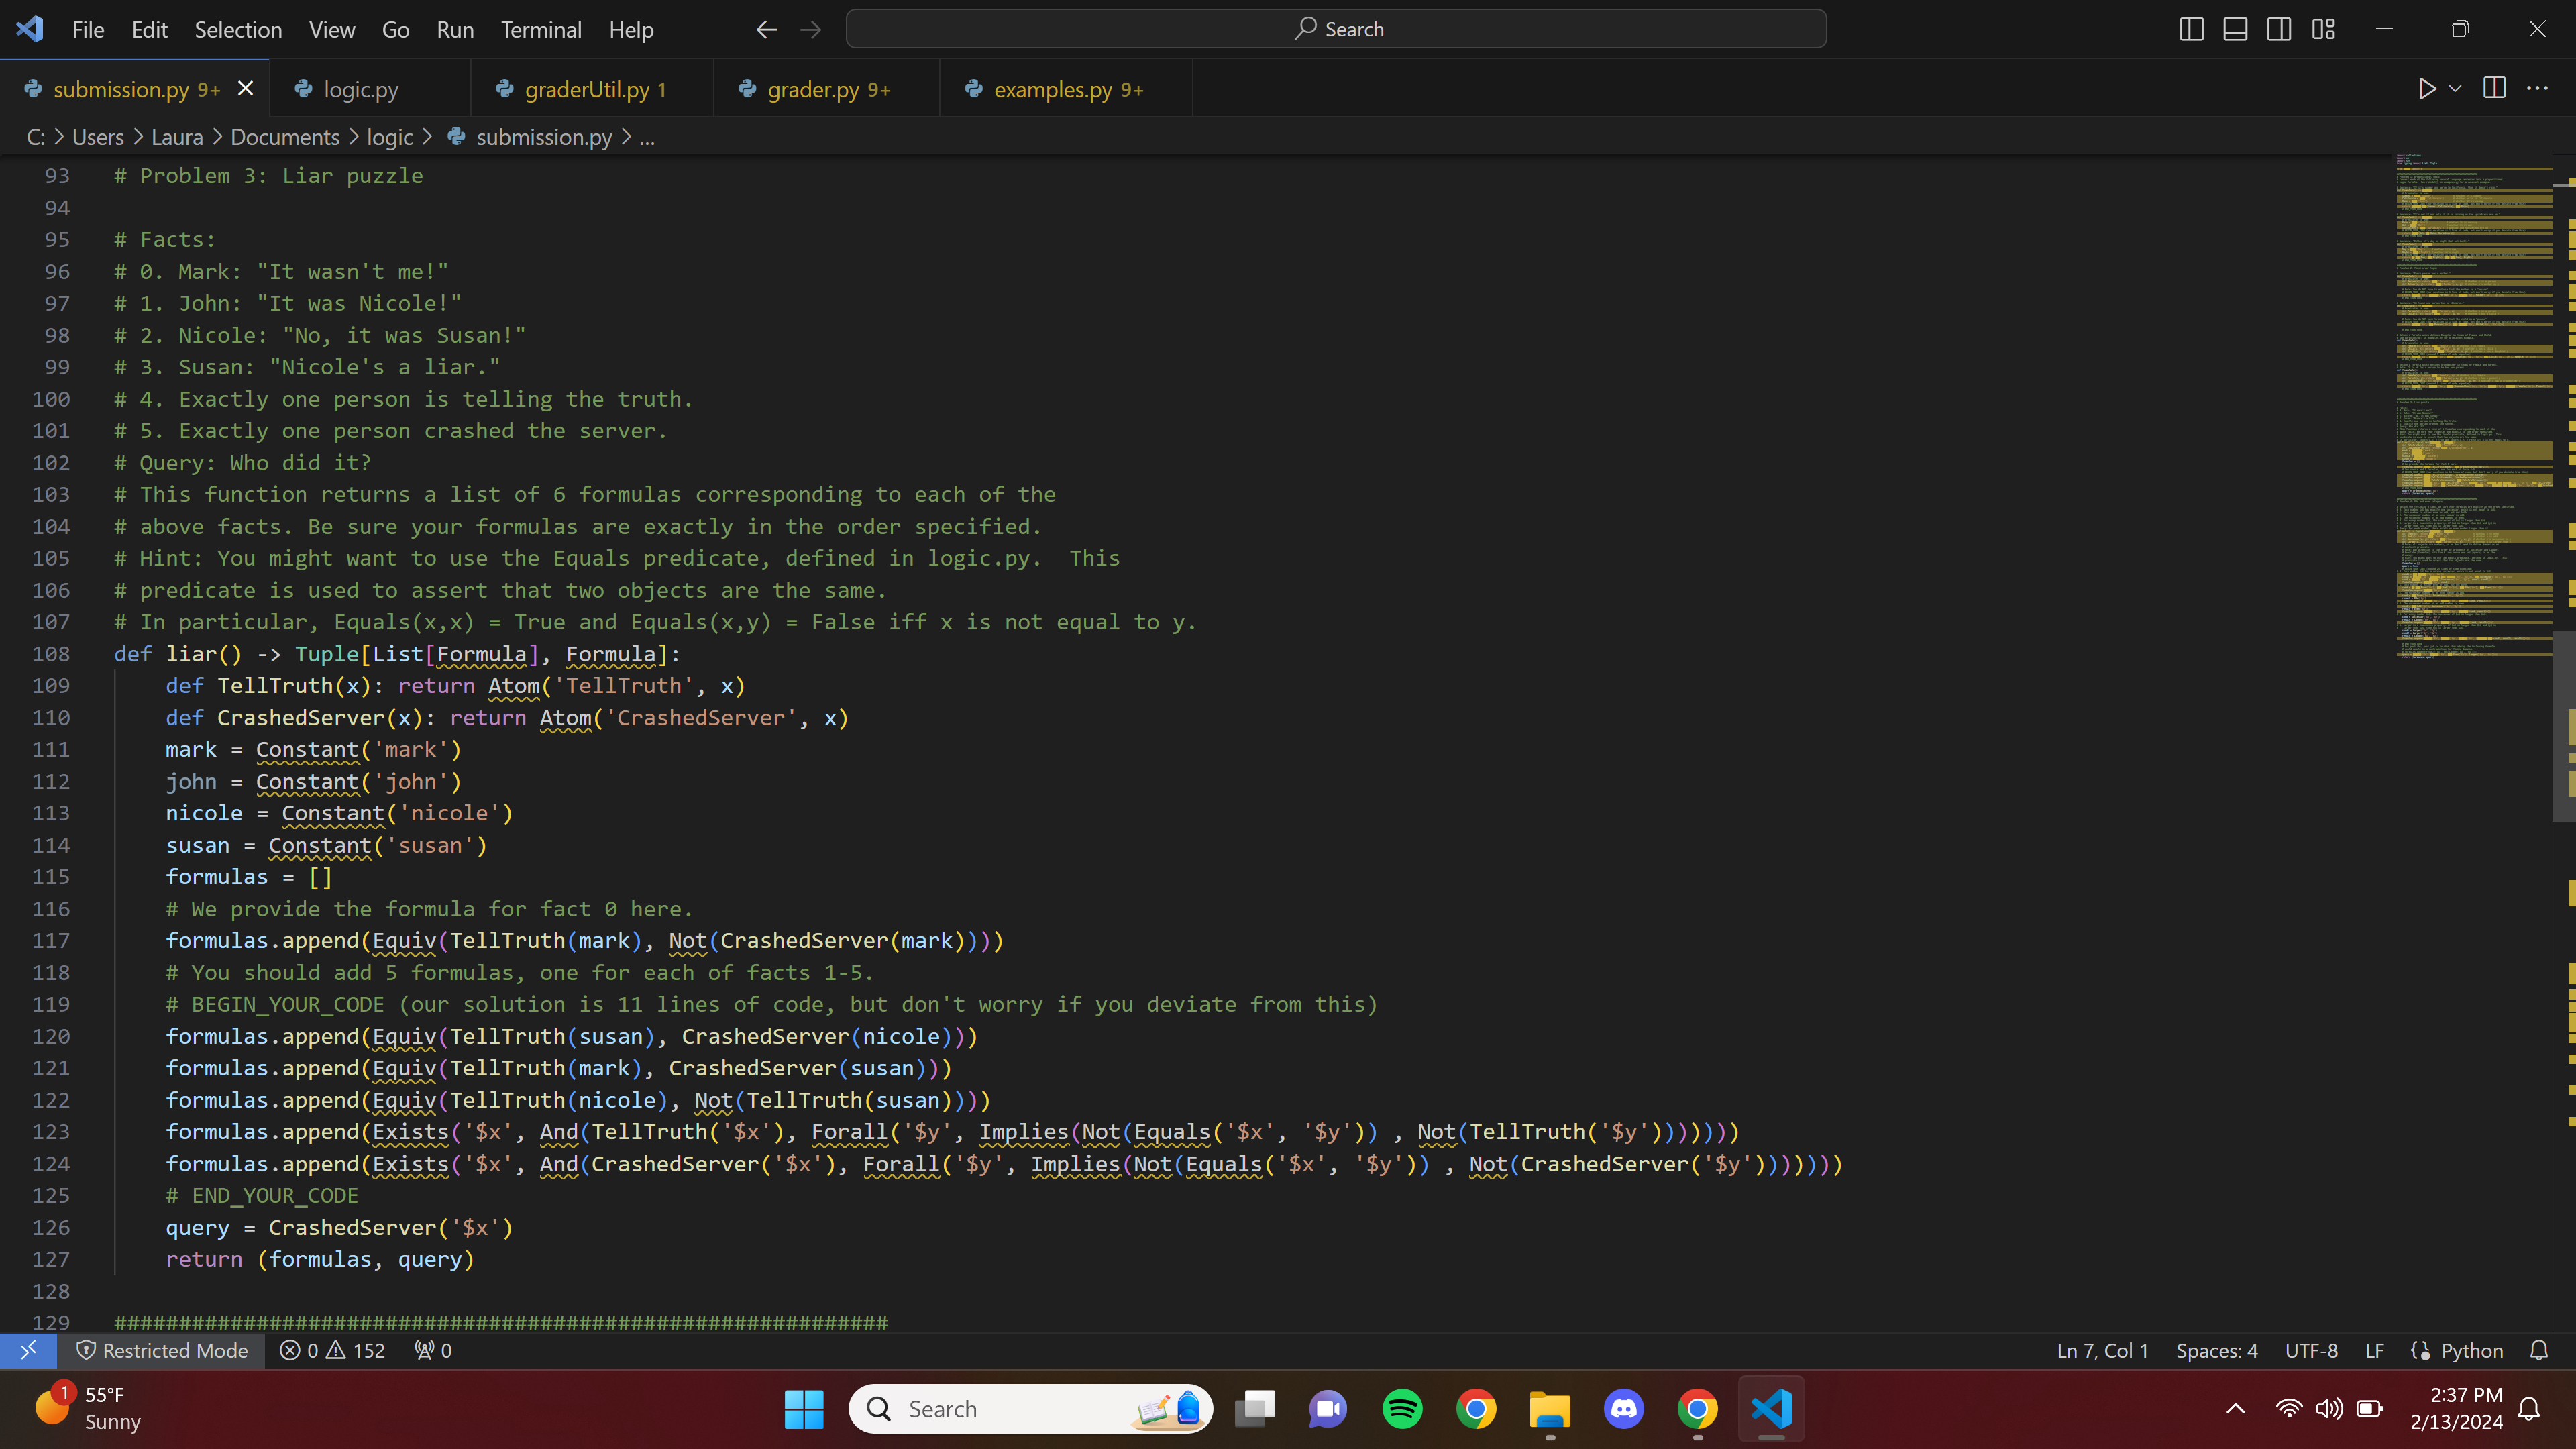 File Edit Selection View Go Run Terminal Help Search
submission.py 9+ logic.py graderUtil.py 1 grader.py 9+ examples.py 9+
C: > Users > Laura > Documents > logic > submission.py > ...
93 # Problem 3: Liar puzzle
94
95 # Facts:
96 # 0. Mark: "It wasn't me!"
97 # 1. John: "It was Nicole!"
98 # 2. Nicole: "No, it was Susan!"
99 # 3. Susan: "Nicole's a liar."
100 # 4. Exactly one person is telling the truth.
101 # 5. Exactly one person crashed the server.
102 # Query: Who did it?
103 # This function returns a list of 6 formulas corresponding to each of the
104 # above facts. Be sure your formulas are exactly in the order specified.
105 # Hint: You might want to use the Equals predicate, defined in logic.py.  This
106 # predicate is used to assert that two objects are the same.
107 # In particular, Equals(x,x) = True and Equals(x,y) = False iff x is not equal to y.
108 def liar() -> Tuple[List[Formula], Formula]:
109     def TellTruth(x): return Atom('TellTruth', x)
110     def CrashedServer(x): return Atom('CrashedServer', x)
111     mark = Constant('mark')
112     john = Constant('john')
113     nicole = Constant('nicole')
114     susan = Constant('susan')
115     formulas = []
116     # We provide the formula for fact 0 here.
117     formulas.append(Equiv(TellTruth(mark), Not(CrashedServer(mark))))
118     # You should add 5 formulas, one for each of facts 1-5.
119     # BEGIN_YOUR_CODE (our solution is 11 lines of code, but don't worry if you deviate from this)
120     formulas.append(Equiv(TellTruth(susan), CrashedServer(nicole)))
121     formulas.append(Equiv(TellTruth(mark), CrashedServer(susan)))
122     formulas.append(Equiv(TellTruth(nicole), Not(TellTruth(susan))))
123     formulas.append(Exists('$x', And(TellTruth('$x'), Forall('$y', Implies(Not(Equals('$x', '$y')) , Not(TellTruth('$y')))))))
124     formulas.append(Exists('$x', And(CrashedServer('$x'), Forall('$y', Implies(Not(Equals('$x', '$y')) , Not(CrashedServer('$y')))))))
125     # END_YOUR_CODE
126     query = CrashedServer('$x')
127     return (formulas, query)
128
129 ############################################################
Restricted Mode 0 152 0 Ln 7, Col 1 Spaces: 4 UTF-8 LF Python
1 55°F Search 2:37 PM
Sunny 2/13/2024